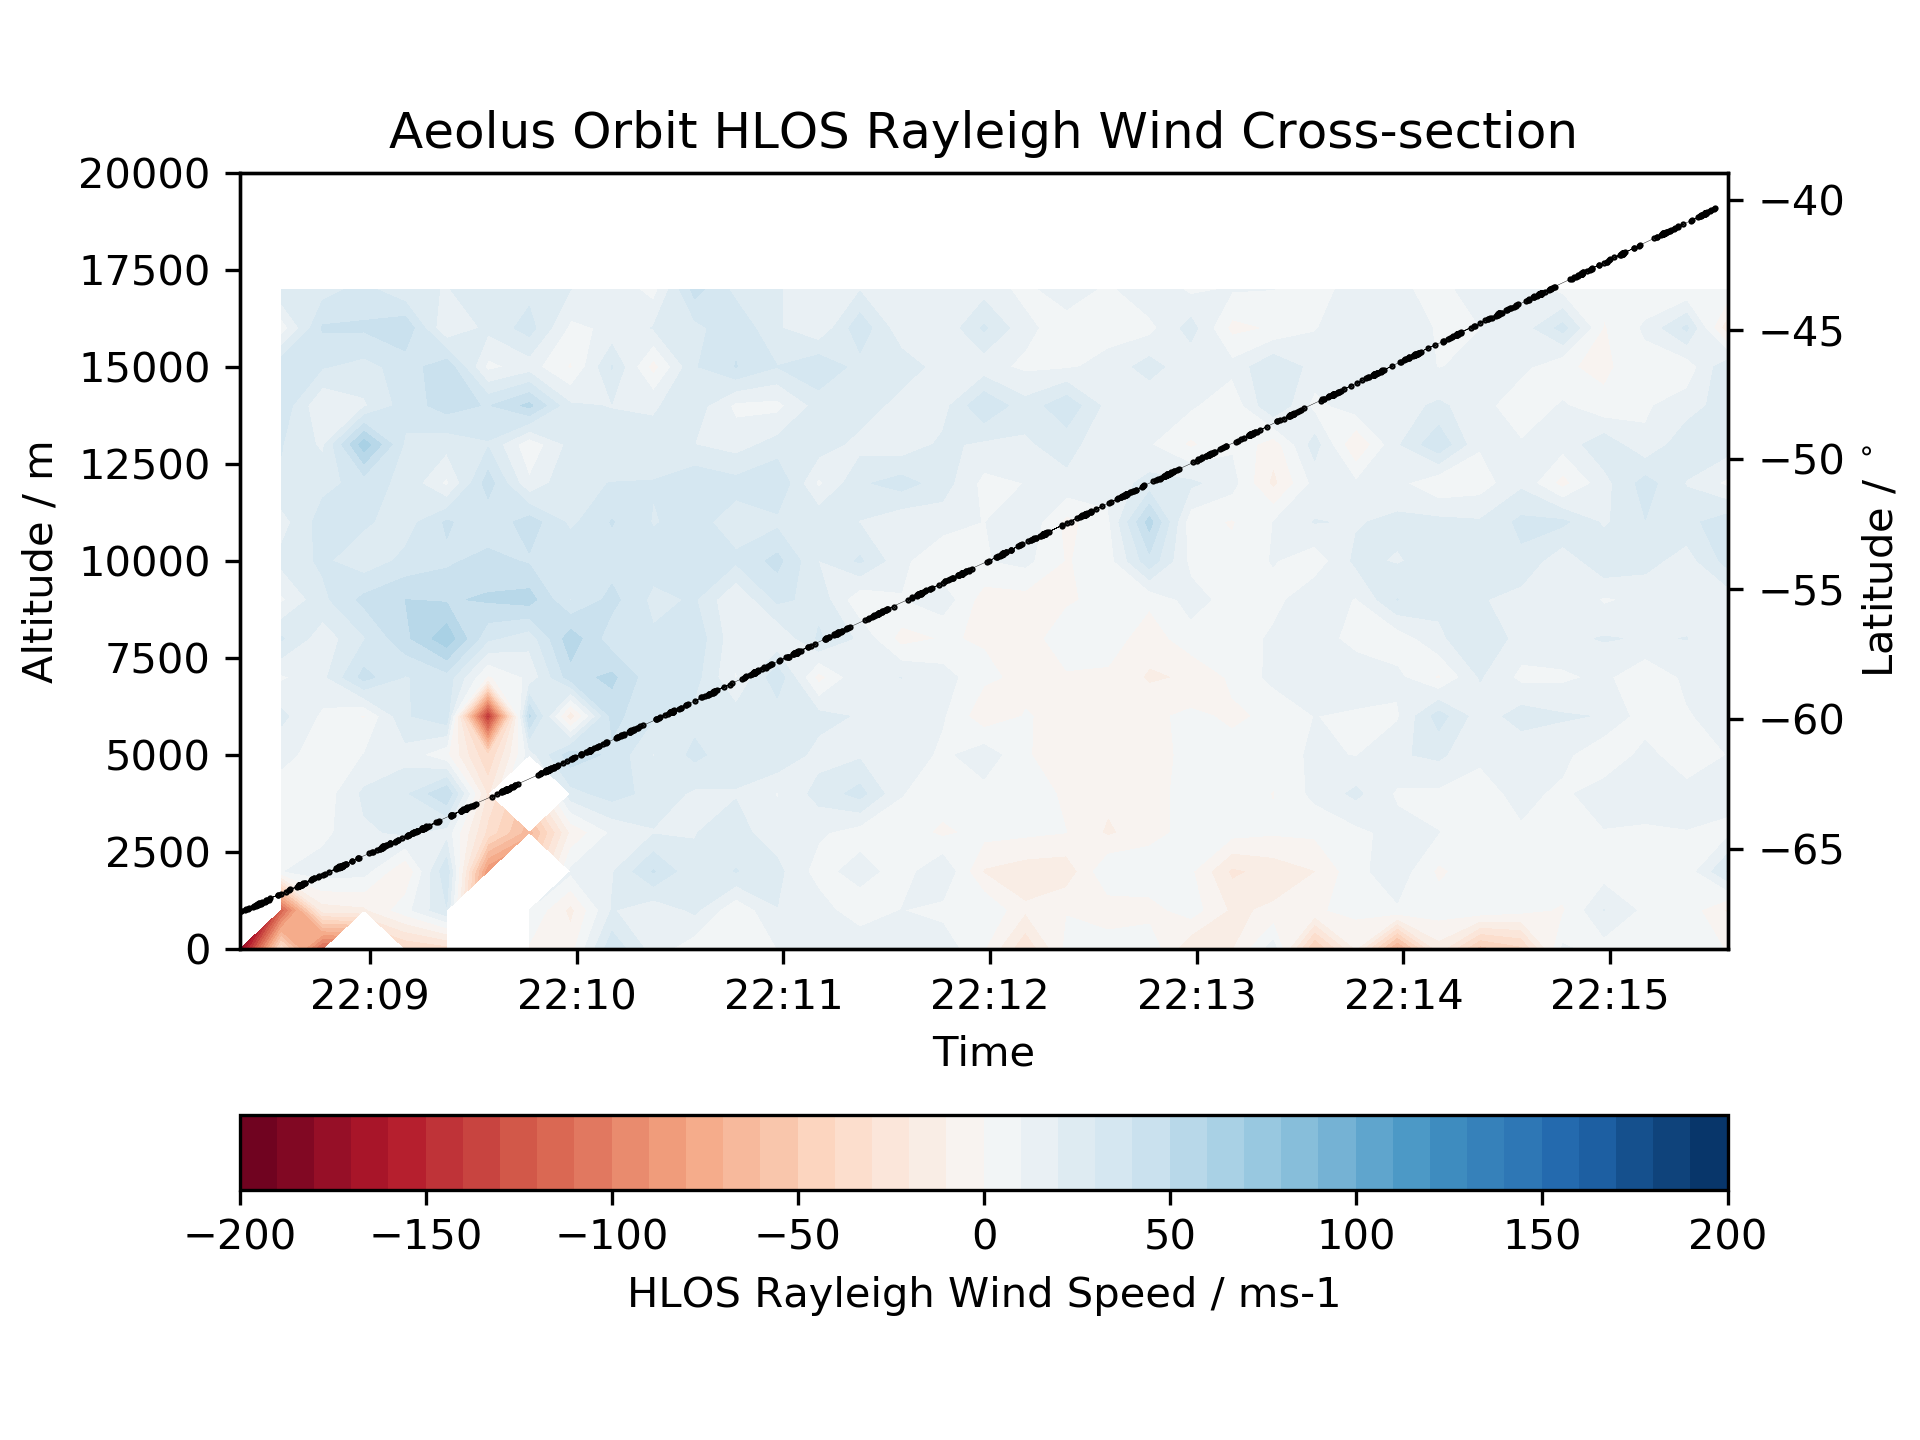 Aeolus Orbit HLOS Rayleigh Wind Cross-section
20000
17500
15000
12500
10000
7500
5000
2500
0
Altitude / m
−40
−45
−50
−55
−60
−65
Latitude / °
22:09 22:10 22:11 22:12 22:13 22:14 22:15
Time
−200 −150 −100 −50 0 50 100 150 200
HLOS Rayleigh Wind Speed / ms-1